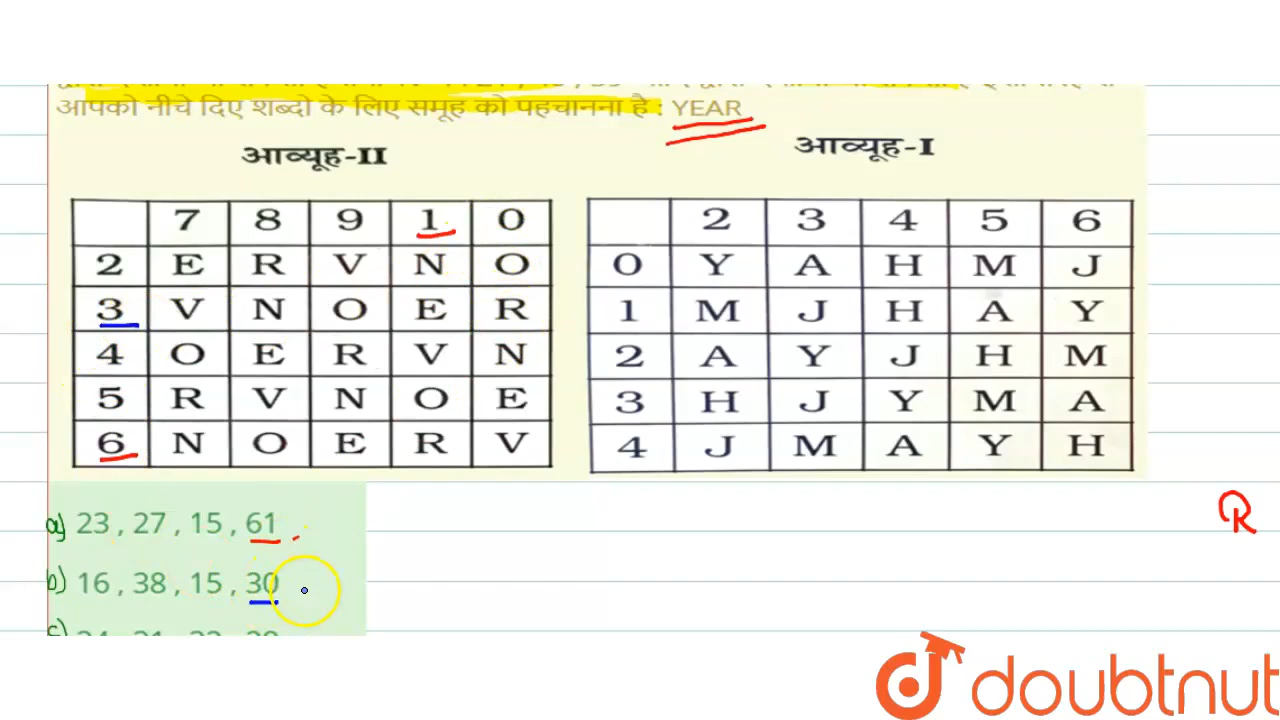 आपको नीचे दिए शब्दो के लिए समूह को पहचानना है : YEAR
आव्यूह-II
7 8 9 1 0
2 E R V N O
3 V N O E R
4 O E R V N
5 R V N O E
6 N O E R V
आव्यूह-I
2 3 4 5 6
0 Y A H M J
1 M J H A Y
2 A Y J H M
3 H J Y M A
4 J M A Y H
a) 23 , 27 , 15 , 61
b) 16 , 38 , 15 , 30
c)
R
doubtnut